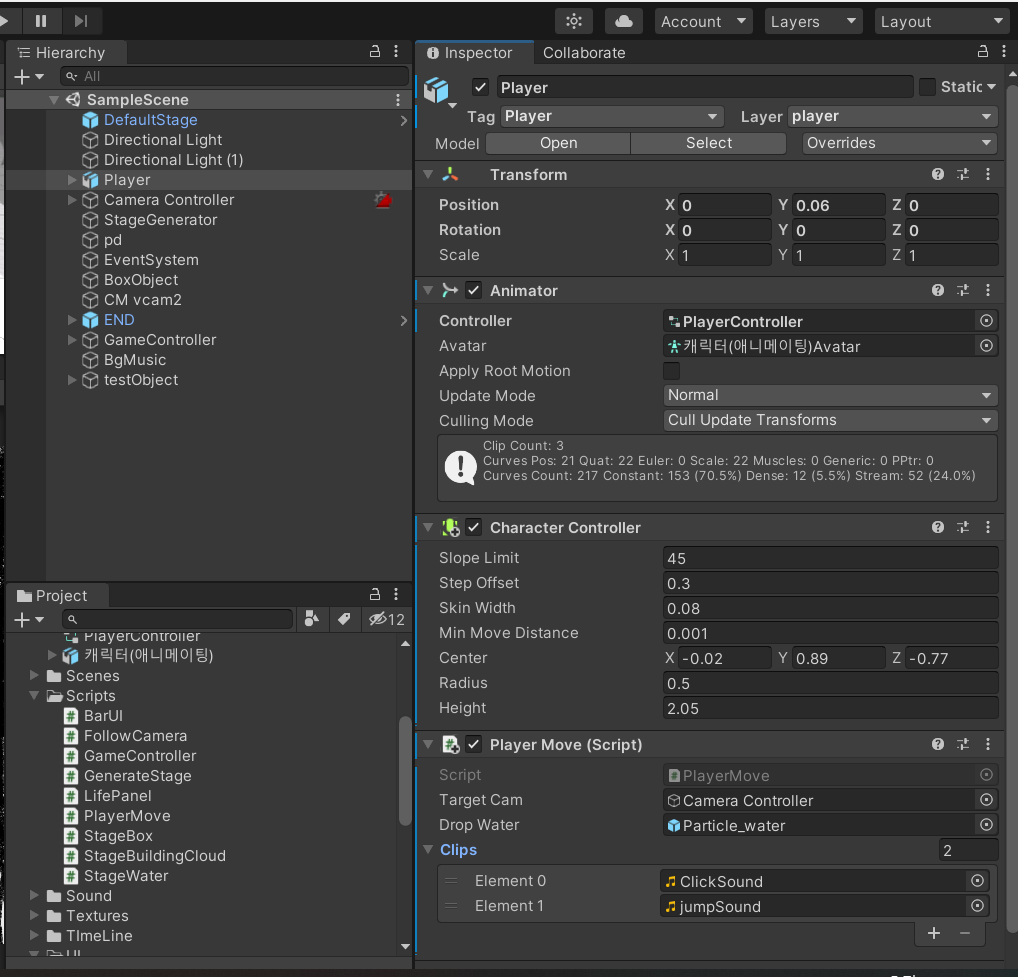 Account
Layers
Layout
Hierarchy
All
SampleScene
DefaultStage
Directional Light
Directional Light (1)
Player
Camera Controller
StageGenerator
pd
EventSystem
BoxObject
CM vcam2
END
GameController
BgMusic
testObject
Project
12
PlayerController
캐릭터(애니메이팅)
Scenes
Scripts
BarUI
FollowCamera
GameController
GenerateStage
LifePanel
PlayerMove
StageBox
StageBuildingCloud
StageWater
Sound
Textures
TImeLine
UI
Inspector
Collaborate
Player
Static
Tag Player Layer player
Model Open Select Overrides
Transform
Position X 0 Y 0.06 Z 0
Rotation X 0 Y 0 Z 0
Scale X 1 Y 1 Z 1
Animator
Controller PlayerController
Avatar 캐릭터(애니메이팅)Avatar
Apply Root Motion
Update Mode Normal
Culling Mode Cull Update Transforms
Clip Count: 3
Curves Pos: 21 Quat: 22 Euler: 0 Scale: 22 Muscles: 0 Generic: 0 PPtr: 0
Curves Count: 217 Constant: 153 (70.5%) Dense: 12 (5.5%) Stream: 52 (24.0%)
Character Controller
Slope Limit 45
Step Offset 0.3
Skin Width 0.08
Min Move Distance 0.001
Center X -0.02 Y 0.89 Z -0.77
Radius 0.5
Height 2.05
Player Move (Script)
Script PlayerMove
Target Cam Camera Controller
Drop Water Particle_water
Clips 2
Element 0 ClickSound
Element 1 jumpSound